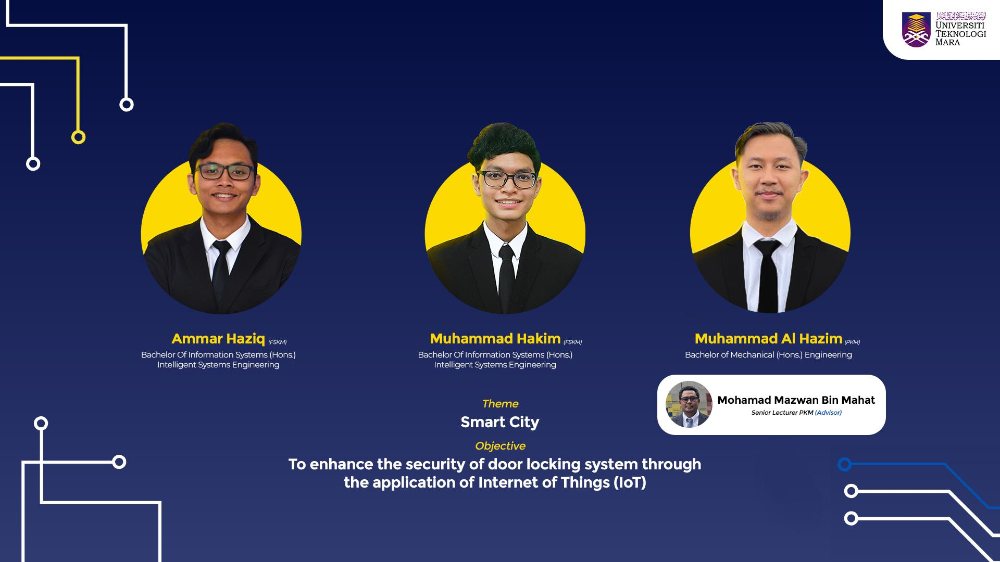 UNIVERSITI
TEKNOLOGI
MARA
Ammar Haziq (FSKM)
Bachelor Of Information Systems (Hons.)
Intelligent Systems Engineering
Muhammad Hakim (FSKM)
Bachelor Of Information Systems (Hons.)
Intelligent Systems Engineering
Muhammad Al Hazim (PKM)
Bachelor of Mechanical (Hons.) Engineering
Mohamad Mazwan Bin Mahat
Senior Lecturer PKM (Advisor)
Theme
Smart City
Objective
To enhance the security of door locking system through
the application of Internet of Things (IoT)